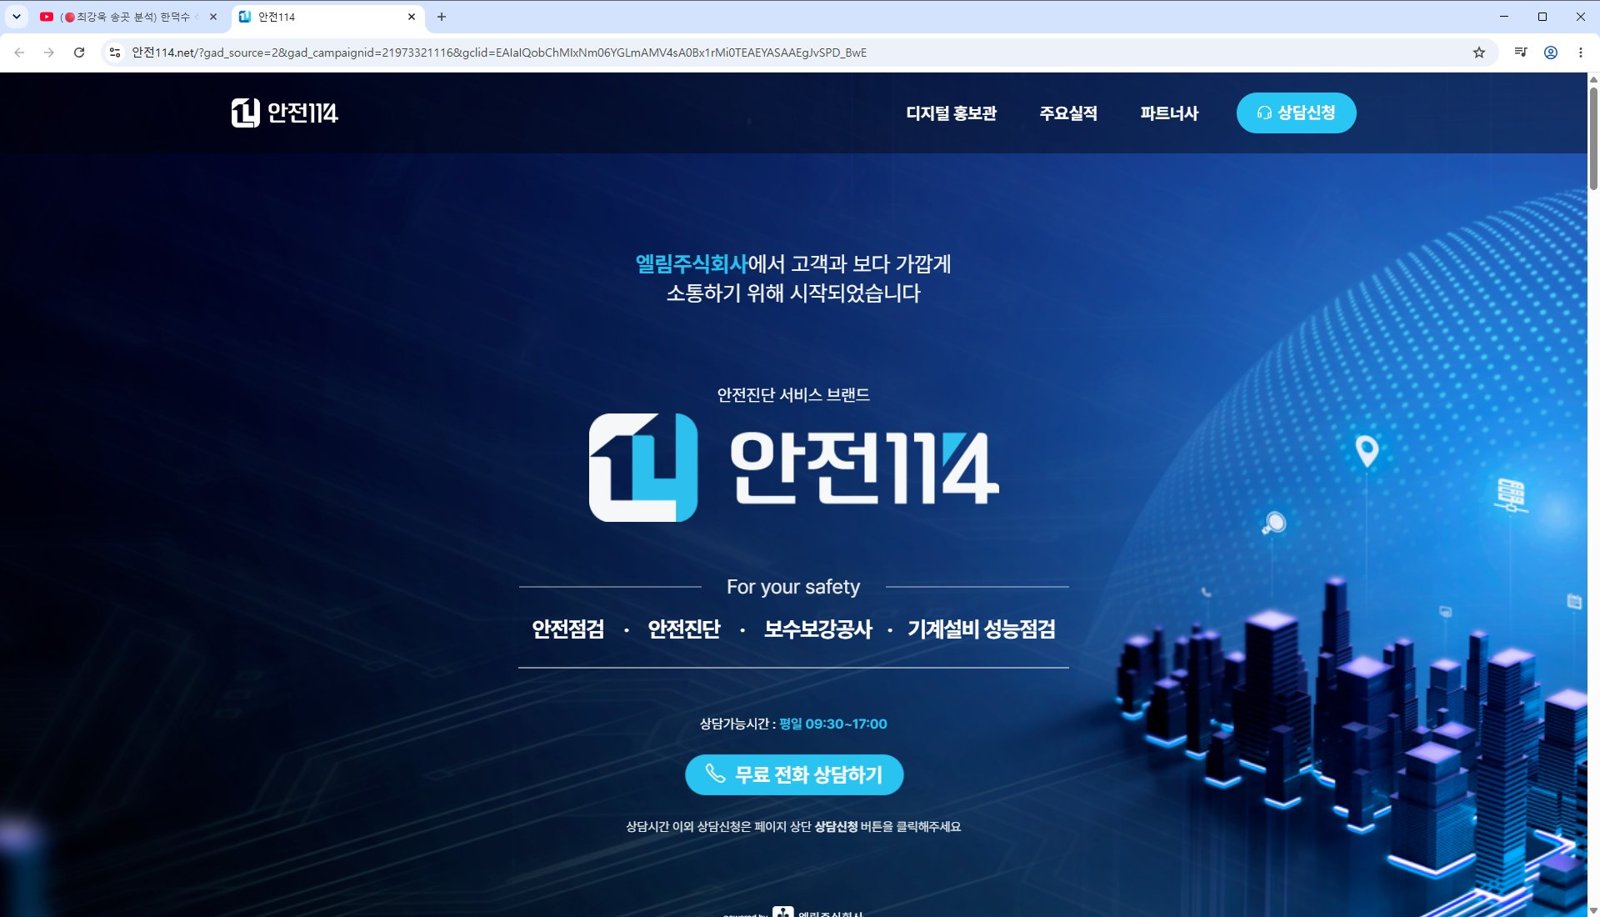 (🔴최강욱 송곳 분석) 한덕수
안전114
안전114.net/?gad_source=2&gad_campaignid=21973321116&gclid=EAIaIQobChMIxNm06YGLmAMV4sA0Bx1rMi0TEAEYASAAEgJvSPD_BwE
안전114
디지털 홍보관
주요실적
파트너사
상담신청
엘림주식회사에서 고객과 보다 가깝게
소통하기 위해 시작되었습니다
안전진단 서비스 브랜드
안전114
For your safety
안전점검 · 안전진단 · 보수보강공사 · 기계설비 성능점검
상담가능시간 : 평일 09:30~17:00
무료 전화 상담하기
상담시간 이외 상담신청은 페이지 상단 상담신청 버튼을 클릭해주세요
powered by 엘림주식회사